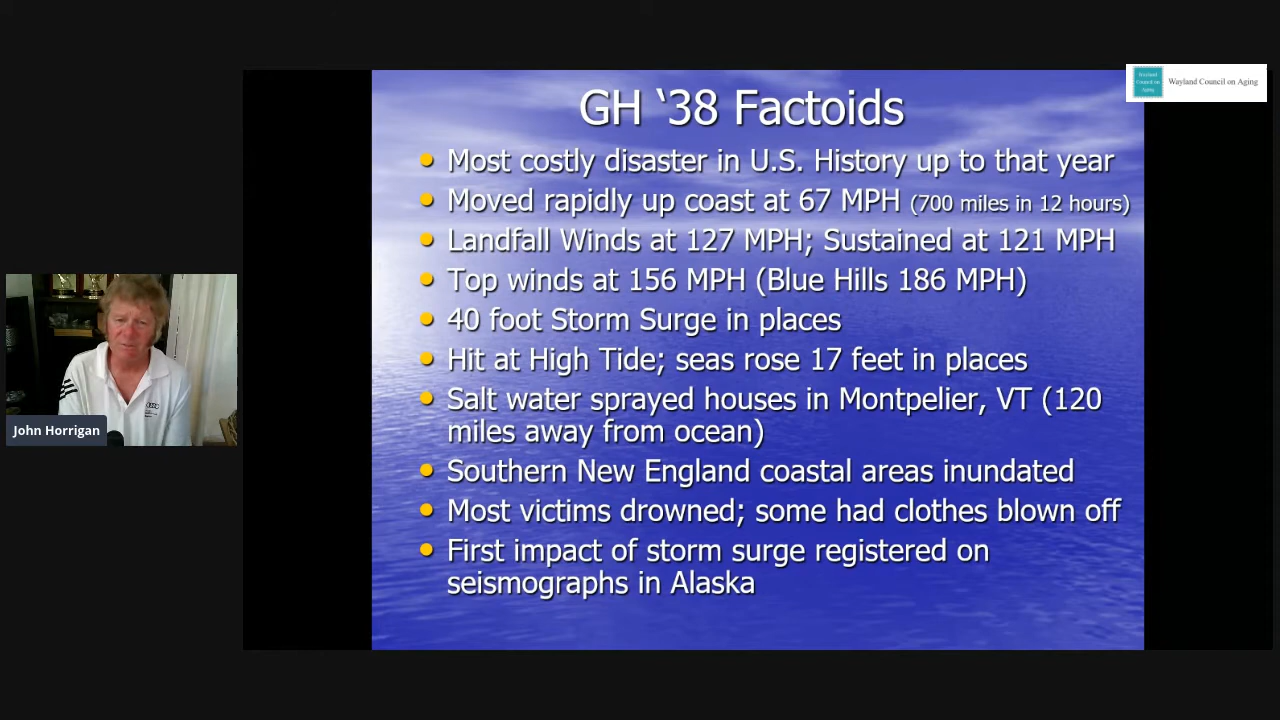 GH ‘38 Factoids
Most costly disaster in U.S. History up to that year
Moved rapidly up coast at 67 MPH (700 miles in 12 hours)
Landfall Winds at 127 MPH; Sustained at 121 MPH
Top winds at 156 MPH (Blue Hills 186 MPH)
40 foot Storm Surge in places
Hit at High Tide; seas rose 17 feet in places
Salt water sprayed houses in Montpelier, VT (120
miles away from ocean)
Southern New England coastal areas inundated
Most victims drowned; some had clothes blown off
First impact of storm surge registered on
seismographs in Alaska
John Horrigan
Wayland
Council on
Aging
Wayland Council on Aging